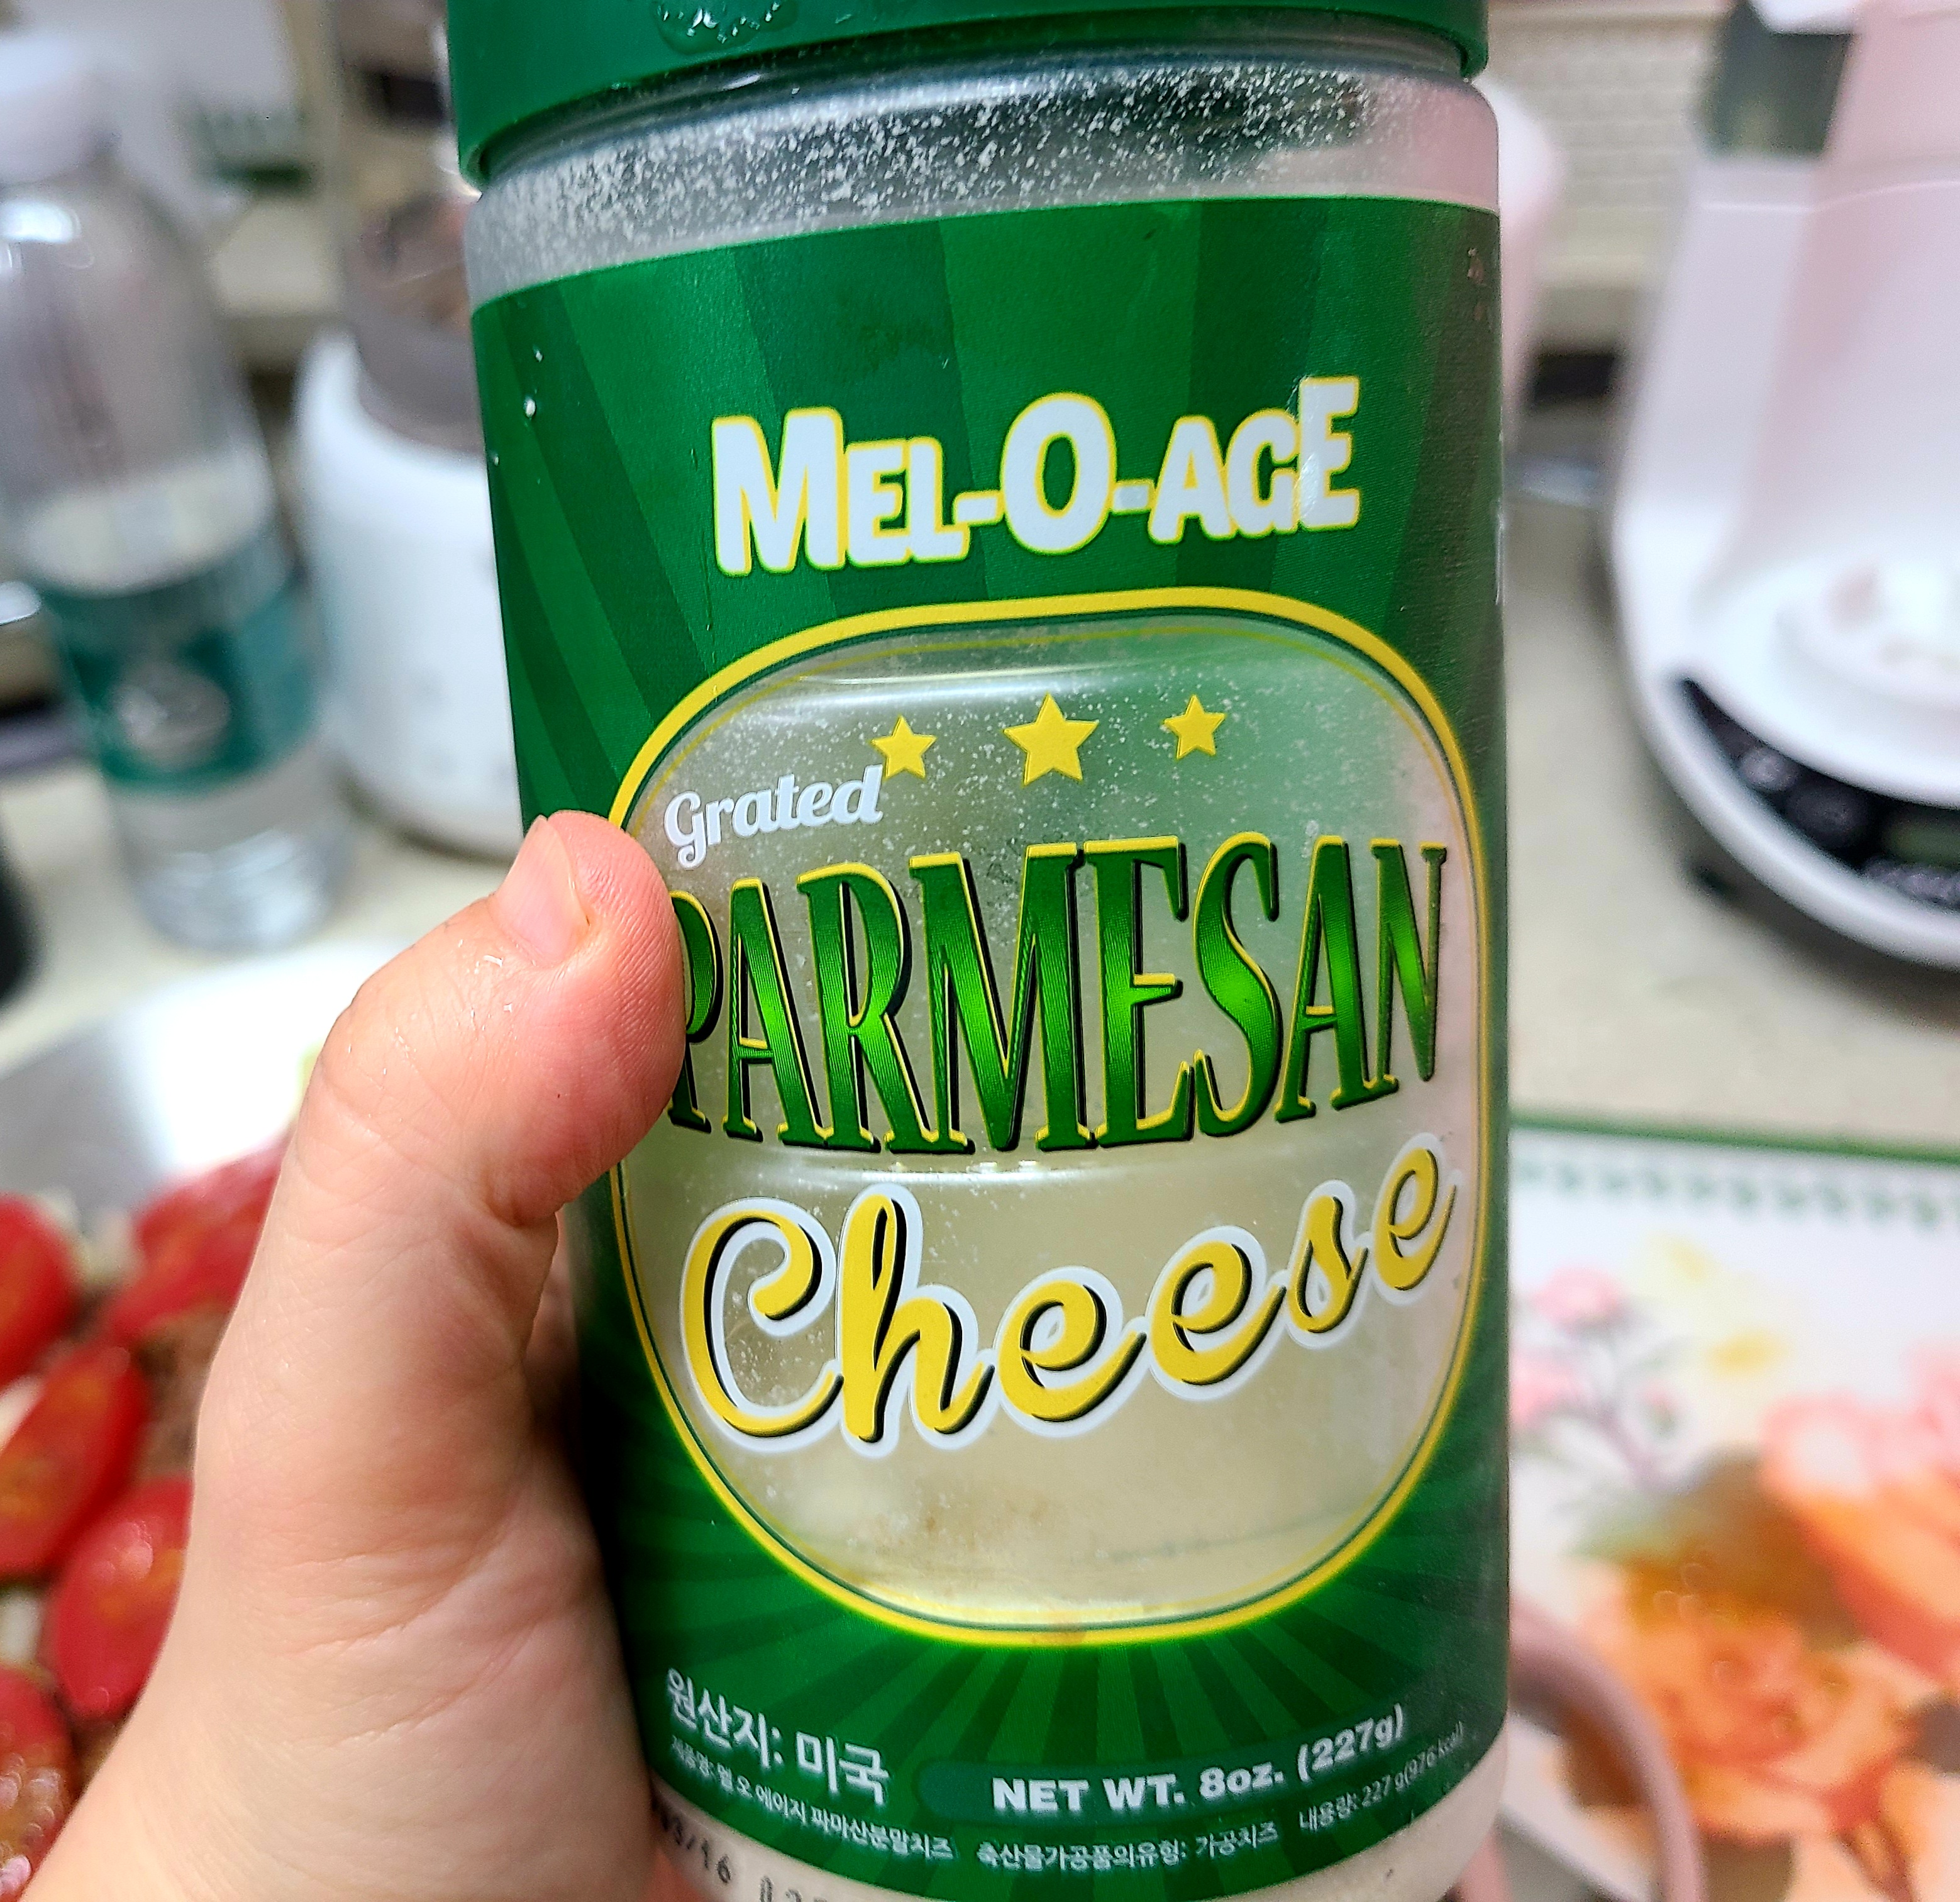 MEL-O-AGE
Grated
PARMESAN
Cheese
원산지: 미국
NET WT. 8oz. (227g)
제품명: 멜 오 에이지 파마산분말치즈 축산물가공품의유형: 가공치즈 내용량: 227 g(976 kcal)